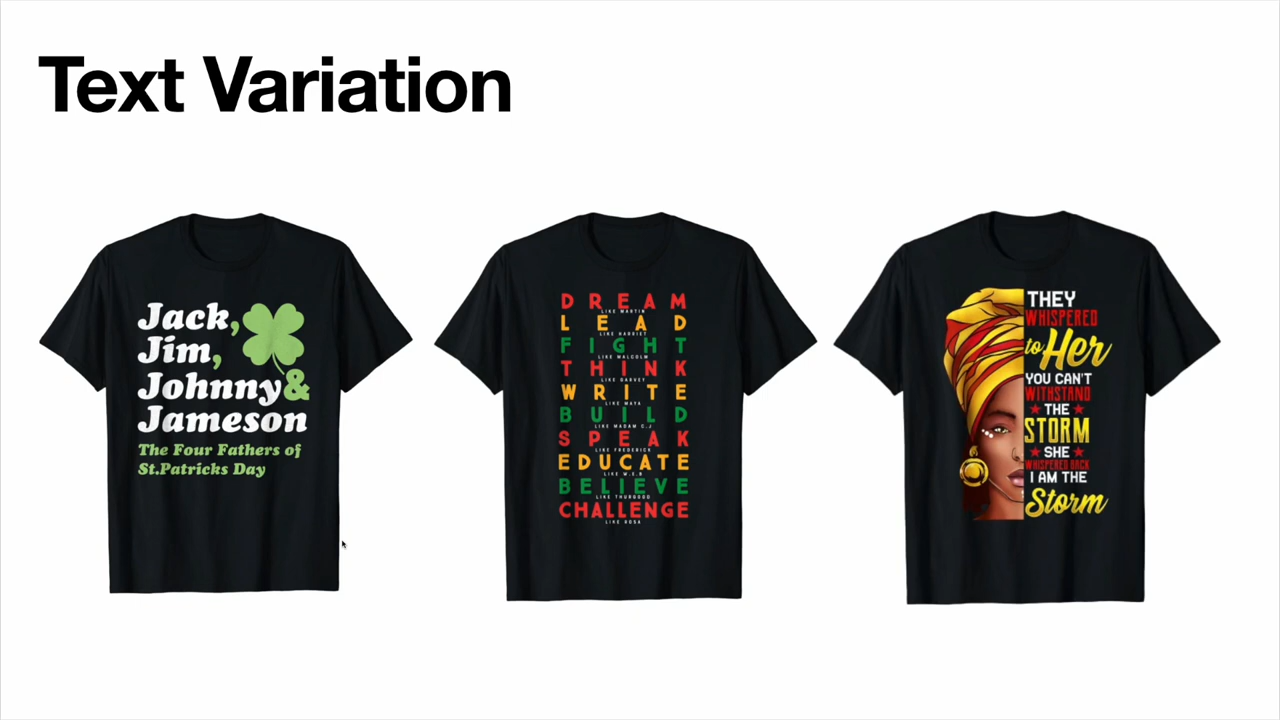 Text Variation
Jack,
Jim,
Johnny&
Jameson
The Four Fathers of
St.Patricks Day
DREAM
LIKE MARTIN
LEAD
LIKE HARRIET
FIGHT
LIKE MALCOLM
THINK
LIKE GARVEY
WRITE
LIKE MAYA
BUILD
LIKE MADAM C.J
SPEAK
LIKE FREDERICK
EDUCATE
LIKE W.E.B
BELIEVE
LIKE THURGOOD
CHALLENGE
LIKE ROSA
THEY
WHISPERED
to Her
YOU CAN'T
WITHSTAND
THE
STORM
SHE
WHISPERED BACK
I AM THE
Storm